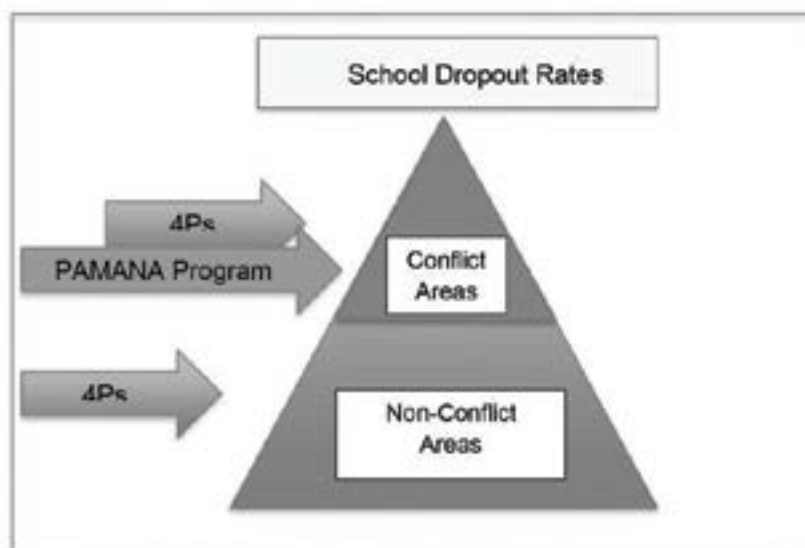 School Dropout Rates
4Ps
PAMANA Program
Conflict
Areas
4Ps
Non-Conflict
Areas